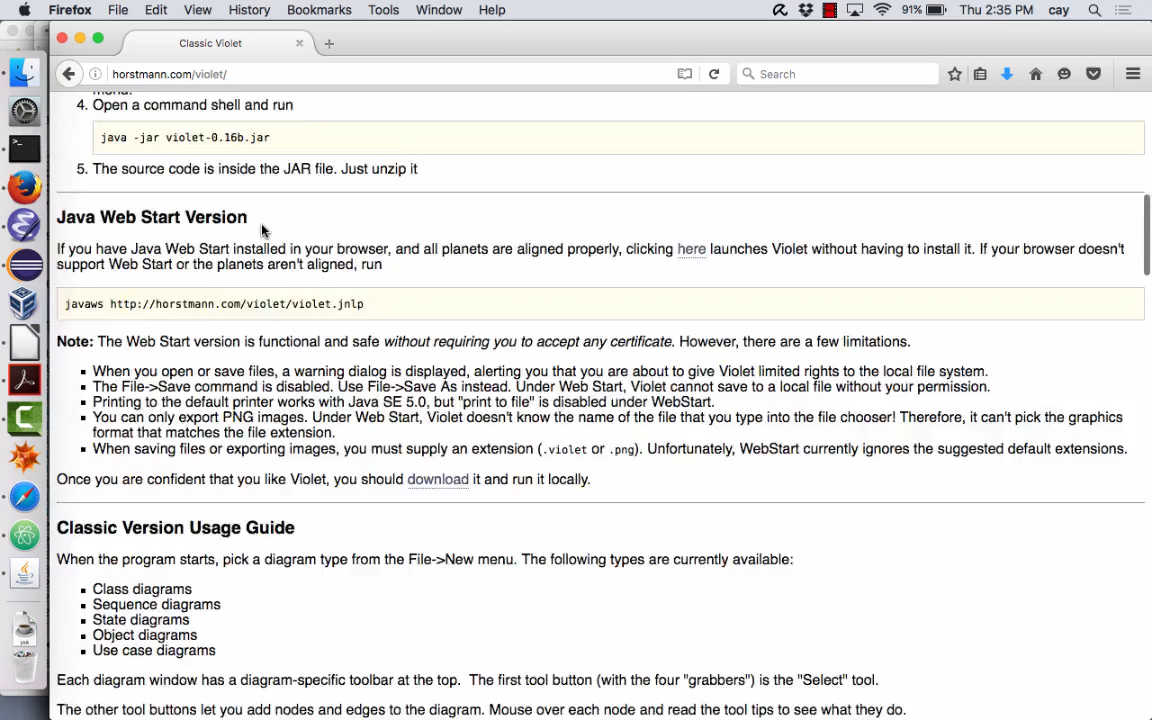 Firefox File Edit View History Bookmarks Tools Window Help 91% Thu 2:35 PM cay
Classic Violet
horstmann.com/violet/ Search
4. Open a command shell and run
java -jar violet-0.16b.jar
5. The source code is inside the JAR file. Just unzip it
Java Web Start Version
If you have Java Web Start installed in your browser, and all planets are aligned properly, clicking here launches Violet without having to install it. If your browser doesn't
support Web Start or the planets aren't aligned, run
javaws http://horstmann.com/violet/violet.jnlp
Note: The Web Start version is functional and safe without requiring you to accept any certificate. However, there are a few limitations.
When you open or save files, a warning dialog is displayed, alerting you that you are about to give Violet limited rights to the local file system.
The File->Save command is disabled. Use File->Save As instead. Under Web Start, Violet cannot save to a local file without your permission.
Printing to the default printer works with Java SE 5.0, but "print to file" is disabled under WebStart.
You can only export PNG images. Under Web Start, Violet doesn't know the name of the file that you type into the file chooser! Therefore, it can't pick the graphics
format that matches the file extension.
When saving files or exporting images, you must supply an extension (.violet or .png). Unfortunately, WebStart currently ignores the suggested default extensions.
Once you are confident that you like Violet, you should download it and run it locally.
Classic Version Usage Guide
When the program starts, pick a diagram type from the File->New menu. The following types are currently available:
Class diagrams
Sequence diagrams
State diagrams
Object diagrams
Use case diagrams
Each diagram window has a diagram-specific toolbar at the top. The first tool button (with the four "grabbers") is the "Select" tool.
The other tool buttons let you add nodes and edges to the diagram. Mouse over each node and read the tool tips to see what they do.